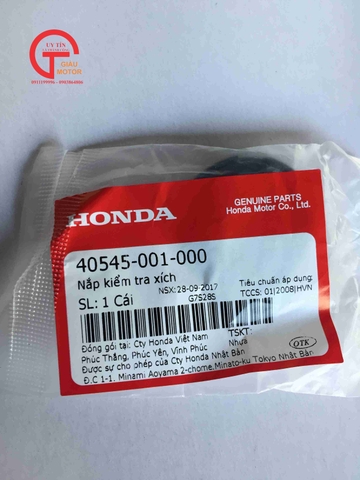 UY TÍN
GT
GIÀU
MOTOR
GENUINE PARTS
Honda Motor Co., Ltd.
HONDA
40545-001-000
Nắp kiểm tra xích
SL: 1 Cái
NSX:28-09-2017
G7S28S
Tiêu chuẩn áp dụng:
TCCS: 01|2008|HVN
Đóng gói tại: Cty Honda Việt Nam
TSKT:
Phúc Thắng, Phúc Yên, Vĩnh Phúc
Nhựa
Được sự cho phép của Cty Honda Nhật Bản
Đ.C 1-1, Minami Aoyama 2-chome,Minato-ku Tokyo Nhật Bản
OTK